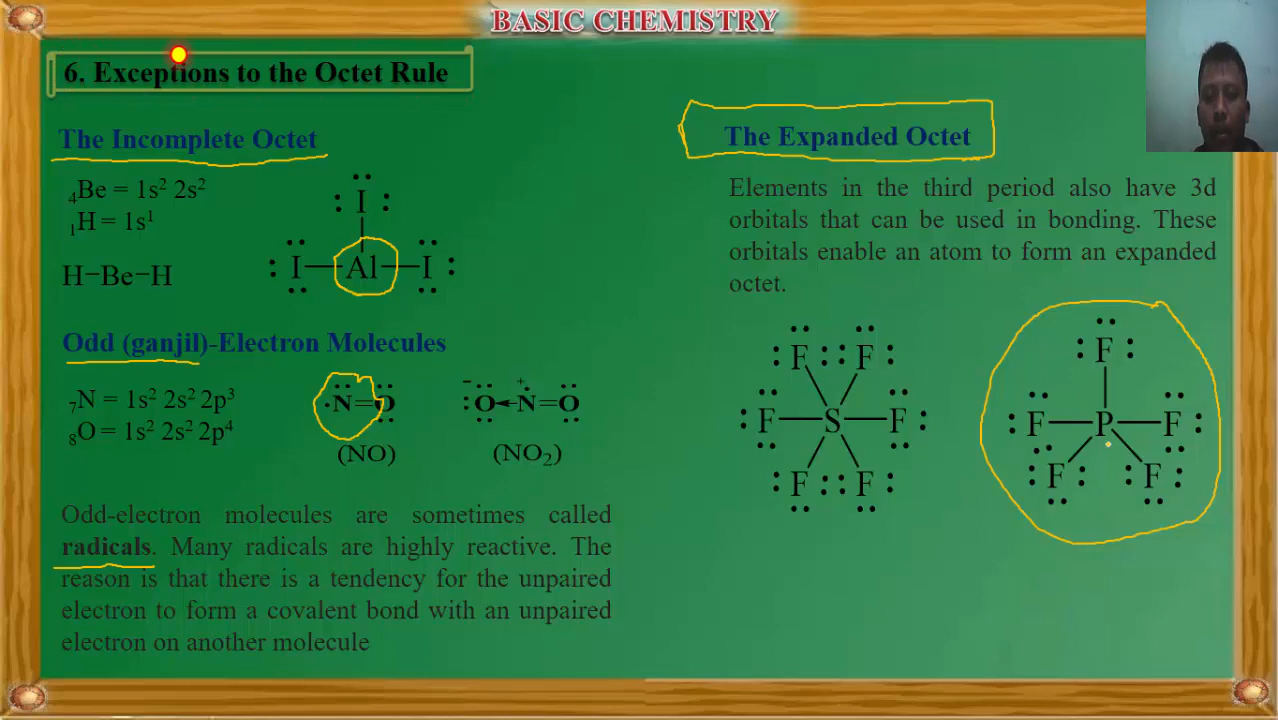 BASIC CHEMISTRY
6. Exceptions to the Octet Rule
The Incomplete Octet
₄Be = 1s² 2s²
₁H = 1s¹
H−Be−H
I
I—Al—I
Odd (ganjil)-Electron Molecules
₇N = 1s² 2s² 2p³
₈O = 1s² 2s² 2p⁴
N=O
(NO)
O←N=O
(NO₂)
Odd-electron molecules are sometimes called
radicals. Many radicals are highly reactive. The
reason is that there is a tendency for the unpaired
electron to form a covalent bond with an unpaired
electron on another molecule
The Expanded Octet
Elements in the third period also have 3d
orbitals that can be used in bonding. These
orbitals enable an atom to form an expanded
octet.
F F
F—S—F
F F
F
F—P—F
F F